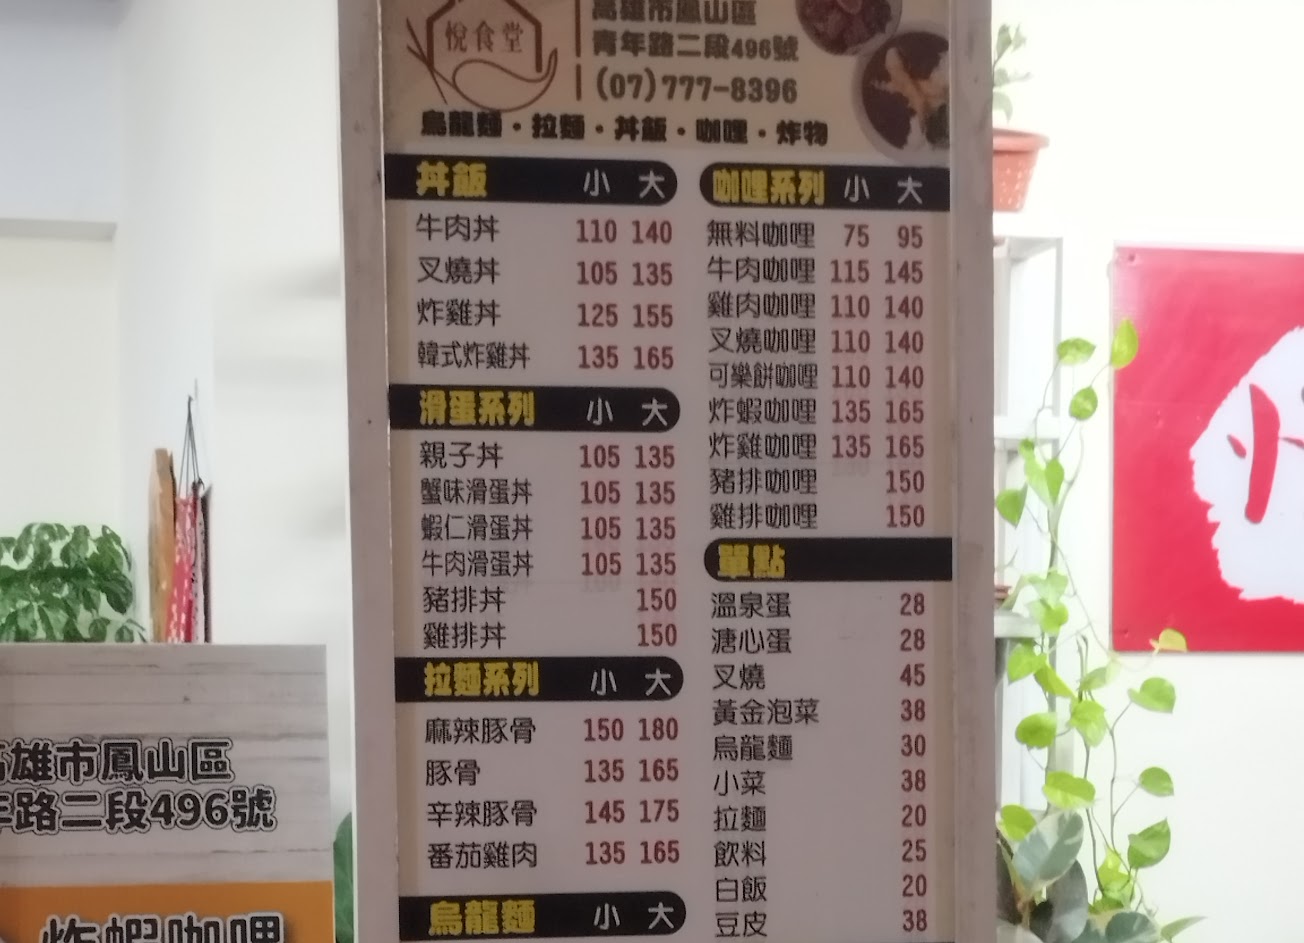 悅食堂
高雄市鳳山區
青年路二段496號
(07)777-8396
烏龍麵・拉麵・丼飯・咖哩・炸物
丼飯 小 大
牛肉丼 110 140
叉燒丼 105 135
炸雞丼 125 155
韓式炸雞丼 135 165
滑蛋系列 小 大
親子丼 105 135
蟹味滑蛋丼 105 135
蝦仁滑蛋丼 105 135
牛肉滑蛋丼 105 135
豬排丼 150
雞排丼 150
拉麵系列 小 大
麻辣豚骨 150 180
豚骨 135 165
辛辣豚骨 145 175
番茄雞肉 135 165
烏龍麵 小 大
咖哩系列 小 大
無料咖哩 75 95
牛肉咖哩 115 145
雞肉咖哩 110 140
叉燒咖哩 110 140
可樂餅咖哩 110 140
炸蝦咖哩 135 165
炸雞咖哩 135 165
豬排咖哩 150
雞排咖哩 150
單點
溫泉蛋 28
溏心蛋 28
叉燒 45
黃金泡菜 38
烏龍麵 30
小菜 38
拉麵 20
飲料 25
白飯 20
豆皮 38
高雄市鳳山區
年路二段496號
炸蝦咖哩